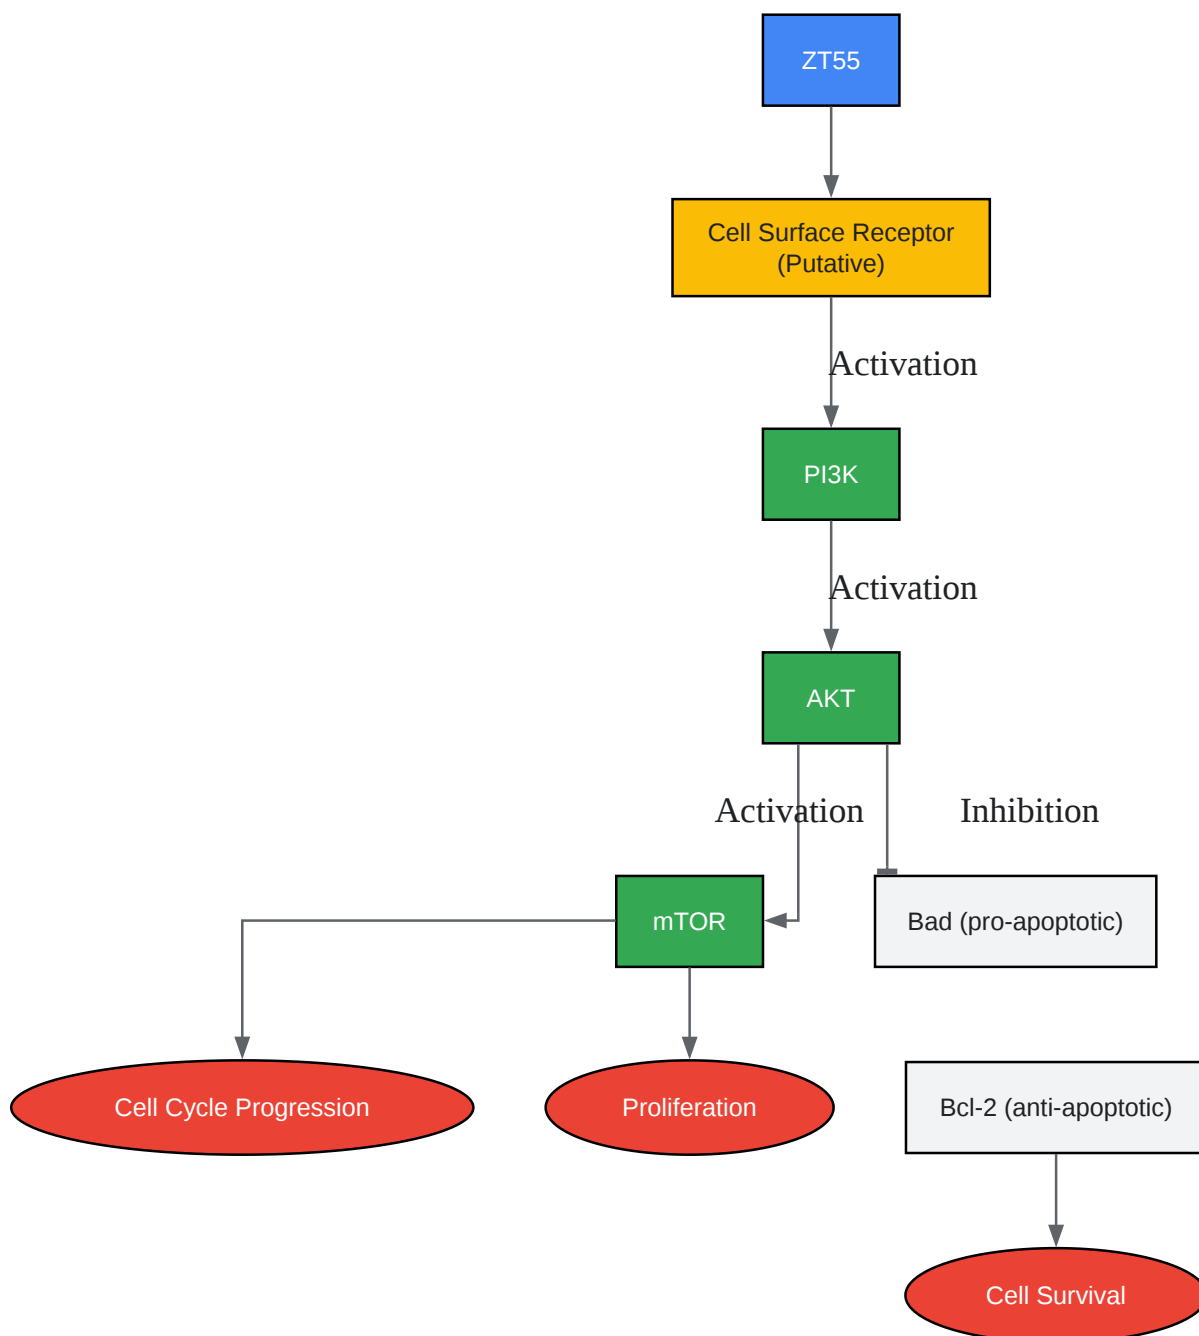 ZT55
Cell Surface Receptor
(Putative)
Activation
PI3K
Activation
AKT
Activation
Inhibition
mTOR
Bad (pro-apoptotic)
Cell Cycle Progression
Proliferation
Bcl-2 (anti-apoptotic)
Cell Survival